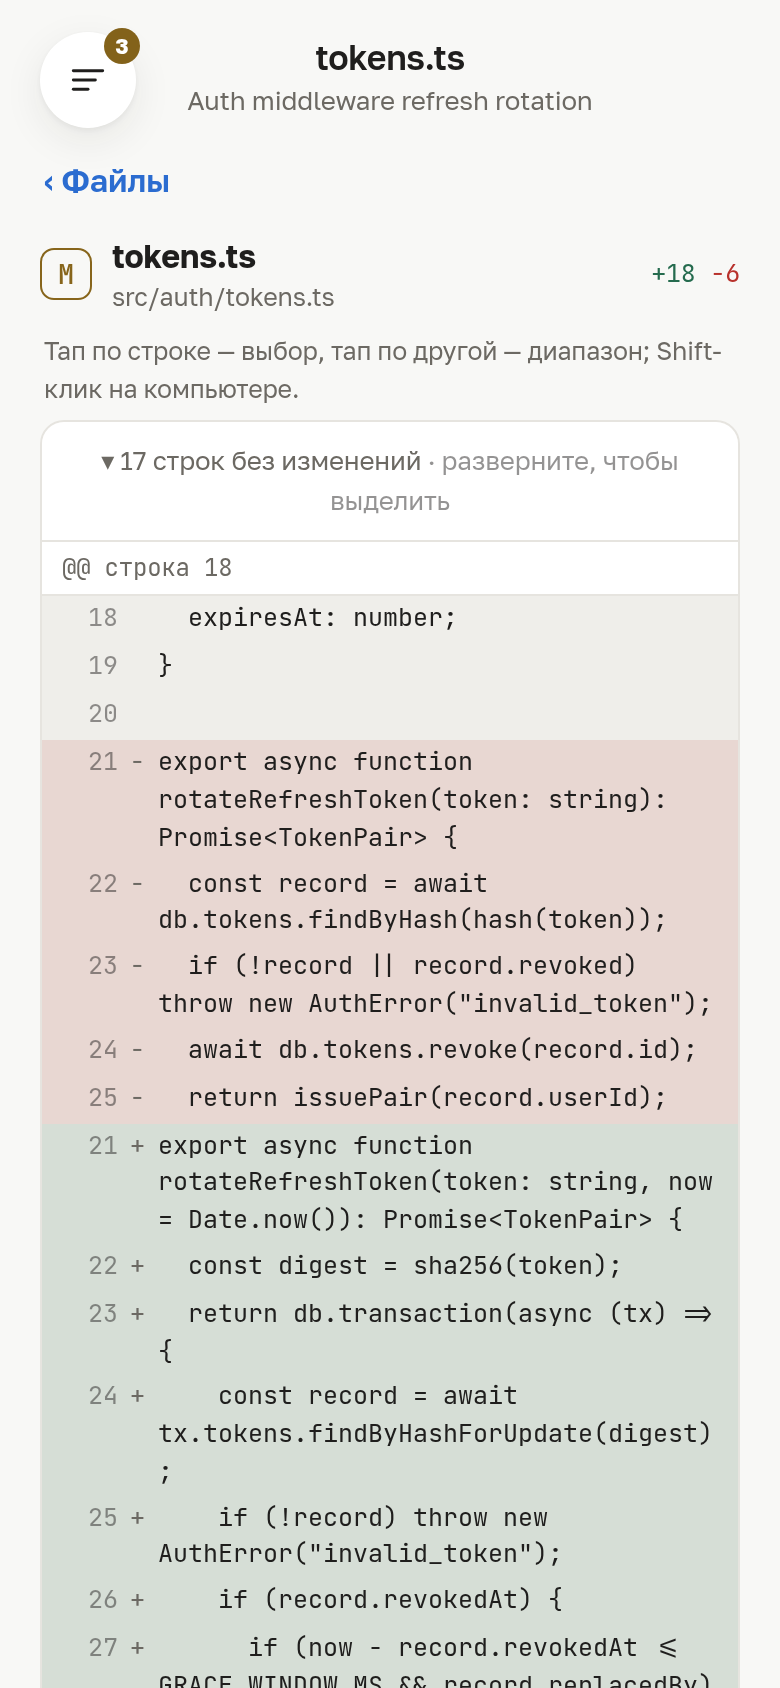 3
tokens.ts
Auth middleware refresh rotation
‹ Файлы
M
tokens.ts
src/auth/tokens.ts
+18 -6
Тап по строке — выбор, тап по другой — диапазон; Shift-
клик на компьютере.
▾ 17 строк без изменений · разверните, чтобы
выделить
@@ строка 18
18   expiresAt: number;
19 }
20
21 - export async function
rotateRefreshToken(token: string):
Promise<TokenPair> {
22 -   const record = await
db.tokens.findByHash(hash(token));
23 -   if (!record || record.revoked)
throw new AuthError("invalid_token");
24 -   await db.tokens.revoke(record.id);
25 -   return issuePair(record.userId);
21 + export async function
rotateRefreshToken(token: string, now
= Date.now()): Promise<TokenPair> {
22 +   const digest = sha256(token);
23 +   return db.transaction(async (tx) =>
{
24 +     const record = await
tx.tokens.findByHashForUpdate(digest)
;
25 +     if (!record) throw new
AuthError("invalid_token");
26 +     if (record.revokedAt) {
27 +       if (now - record.revokedAt <=
GRACE_WINDOW_MS && record.replacedBy)